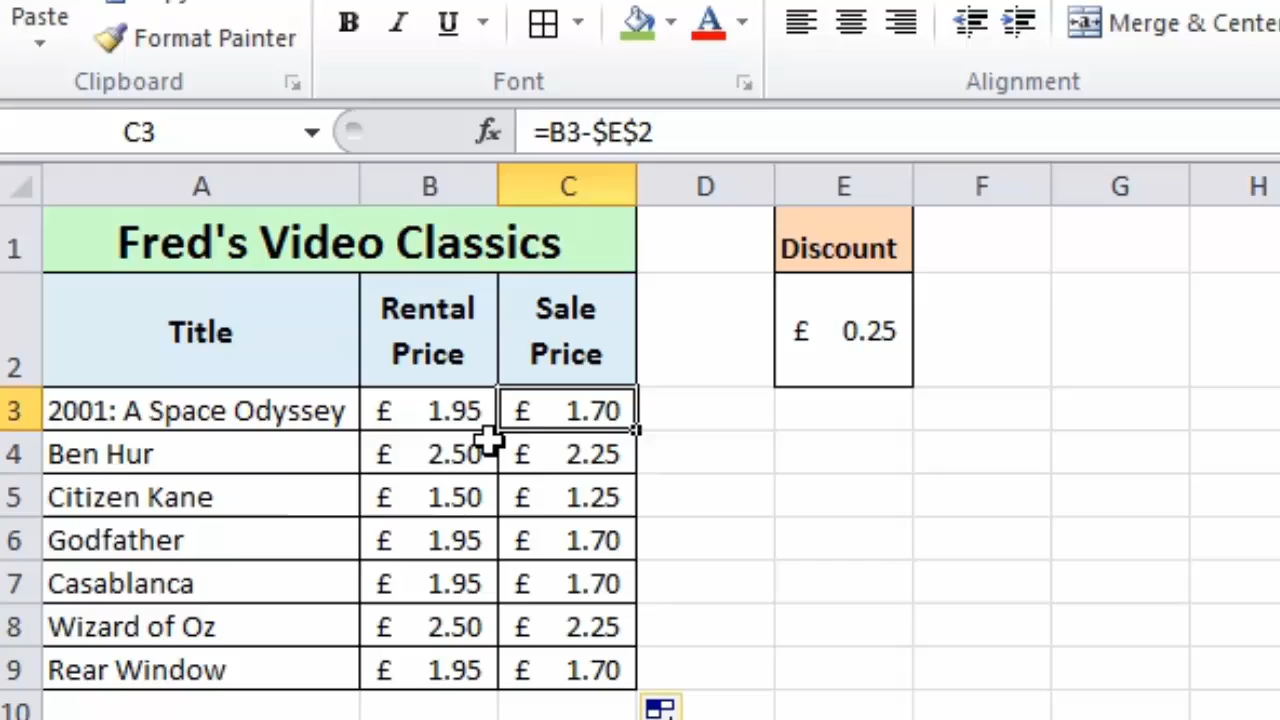 Paste
Format Painter
B I U A Merge & Center
Clipboard Font Alignment
C3 fx =B3-$E$2
A B C D E F G H
1 Fred's Video Classics Discount
2 Title Rental Price Sale Price £ 0.25
3 2001: A Space Odyssey £ 1.95 £ 1.70
4 Ben Hur £ 2.50 £ 2.25
5 Citizen Kane £ 1.50 £ 1.25
6 Godfather £ 1.95 £ 1.70
7 Casablanca £ 1.95 £ 1.70
8 Wizard of Oz £ 2.50 £ 2.25
9 Rear Window £ 1.95 £ 1.70
10